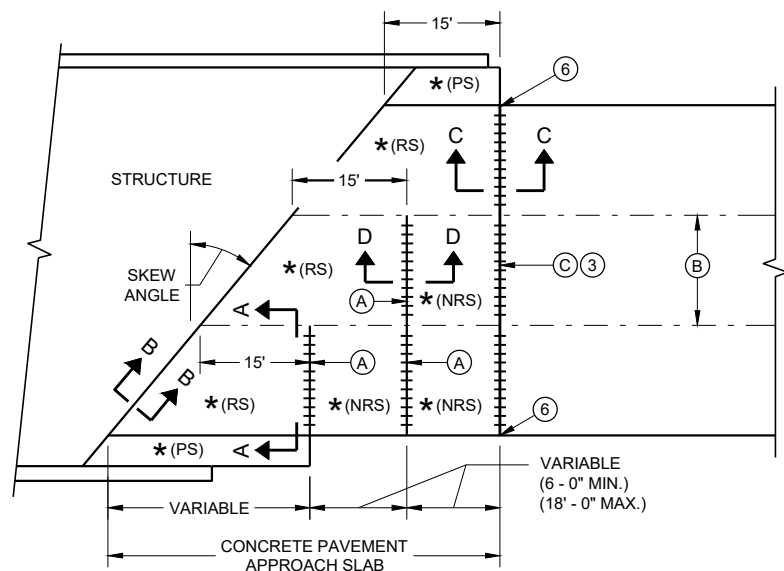 15'
6
*(PS)
*(RS)
C
C
15'
STRUCTURE
D
D
SKEW
ANGLE
*(RS)
C
3
B
A
*(NRS)
A
B
B
15'
A
A
*(RS)
*(NRS)
*(NRS)
6
A
*(PS)
VARIABLE
(6 - 0" MIN.)
(18' - 0" MAX.)
VARIABLE
CONCRETE PAVEMENT
APPROACH SLAB